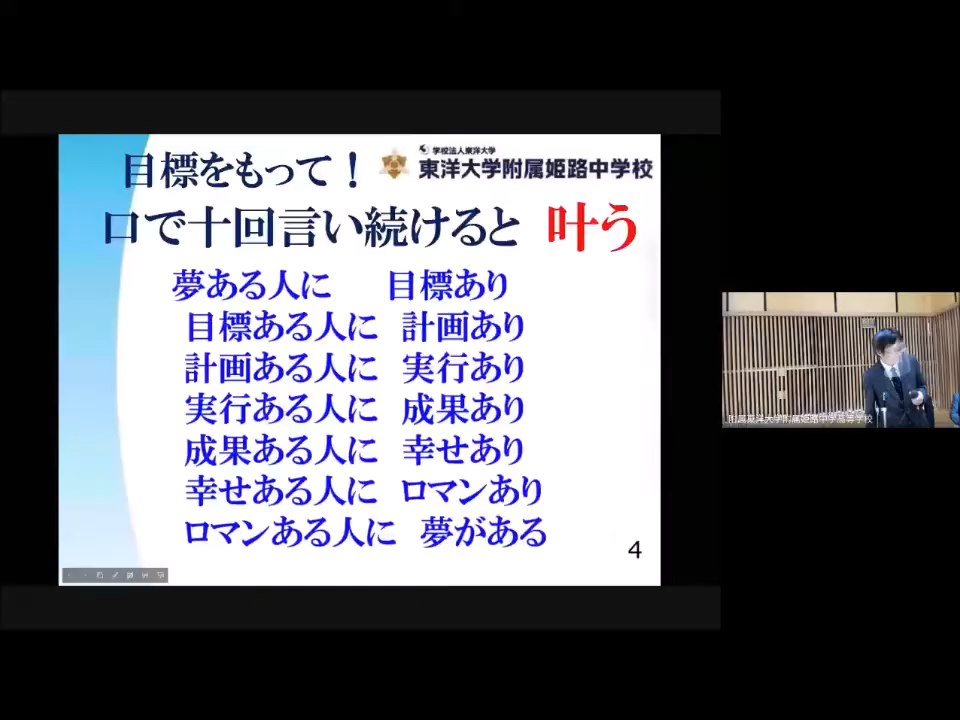 目標をもって！
学校法人東洋大学
東洋大学附属姫路中学校
口で十回言い続けると 叶う
夢ある人に 目標あり
目標ある人に 計画あり
計画ある人に 実行あり
実行ある人に 成果あり
成果ある人に 幸せあり
幸せある人に ロマンあり
ロマンある人に 夢がある
4